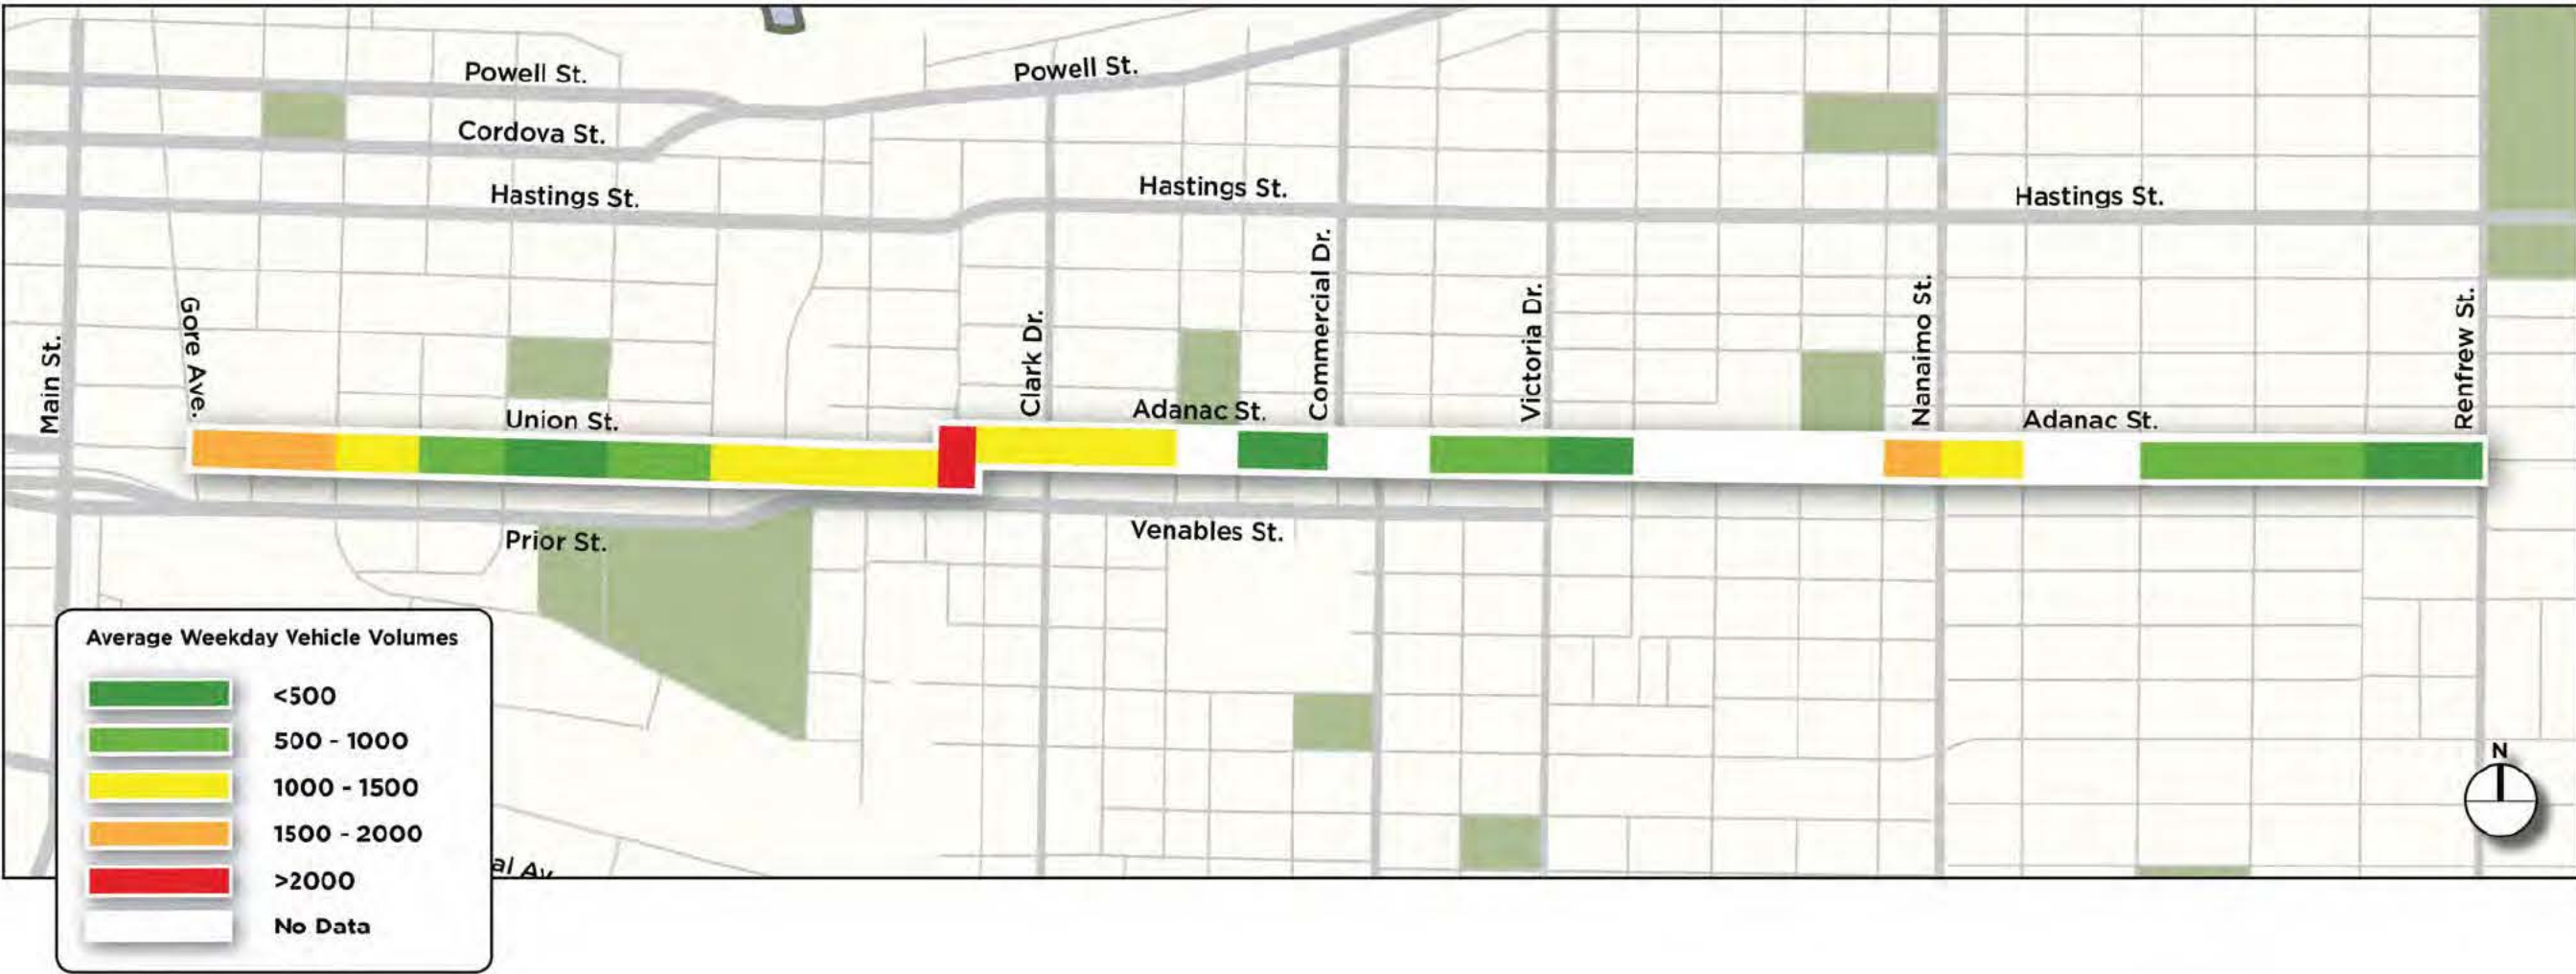 Powell St.
Powell St.
Cordova St.
Hastings St.
Hastings St.
Hastings St.
Main St.
Gore Ave.
Clark Dr.
Commercial Dr.
Victoria Dr.
Nanaimo St.
Renfrew St.
Union St.
Adanac St.
Adanac St.
Prior St.
Venables St.
Average Weekday Vehicle Volumes
<500
500 - 1000
1000 - 1500
1500 - 2000
>2000
No Data
al Av
N